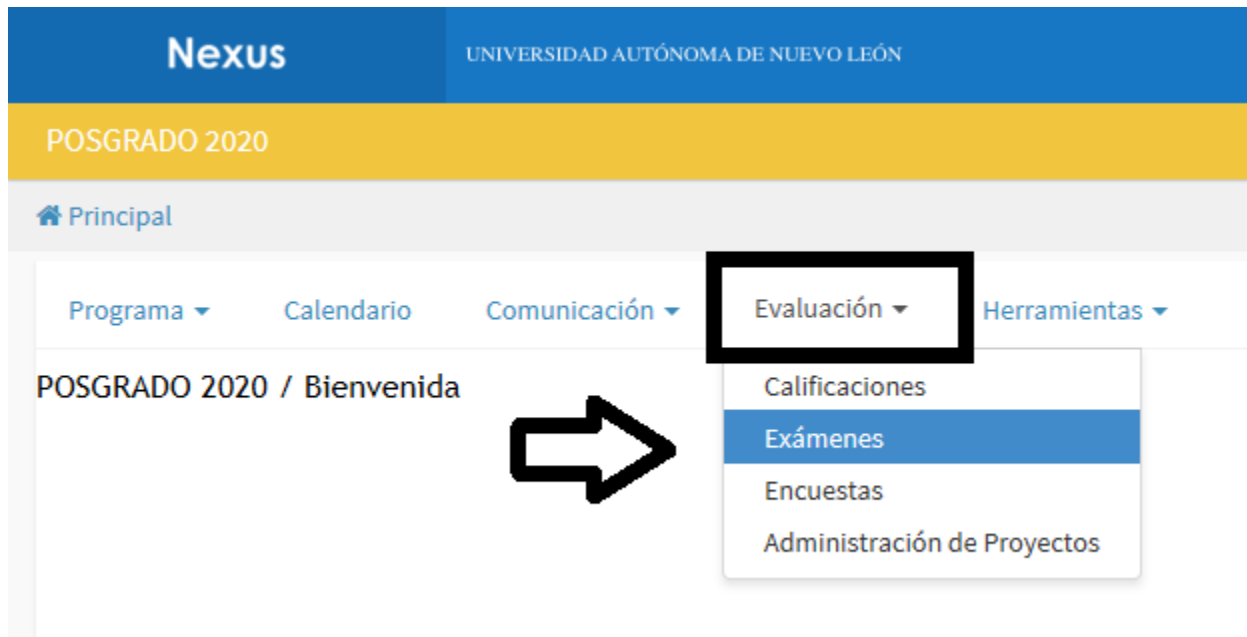 Nexus UNIVERSIDAD AUTÓNOMA DE NUEVO LEÓN
POSGRADO 2020
Principal
Programa Calendario Comunicación Evaluación Herramientas
POSGRADO 2020 / Bienvenida
Calificaciones
Exámenes
Encuestas
Administración de Proyectos